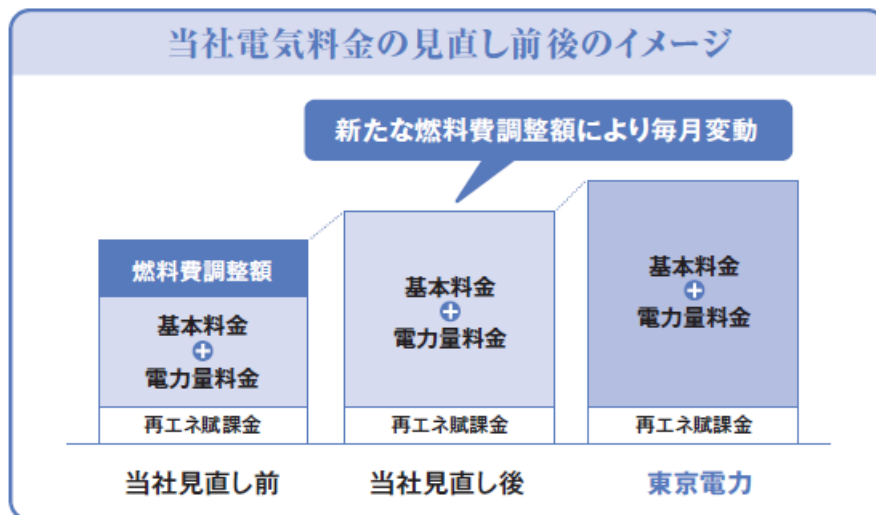 当社電気料金の見直し前後のイメージ
新たな燃料費調整額により毎月変動
燃料費調整額
基本料金
+
電力量料金
再エネ賦課金
当社見直し前
基本料金
+
電力量料金
再エネ賦課金
当社見直し後
基本料金
+
電力量料金
再エネ賦課金
東京電力